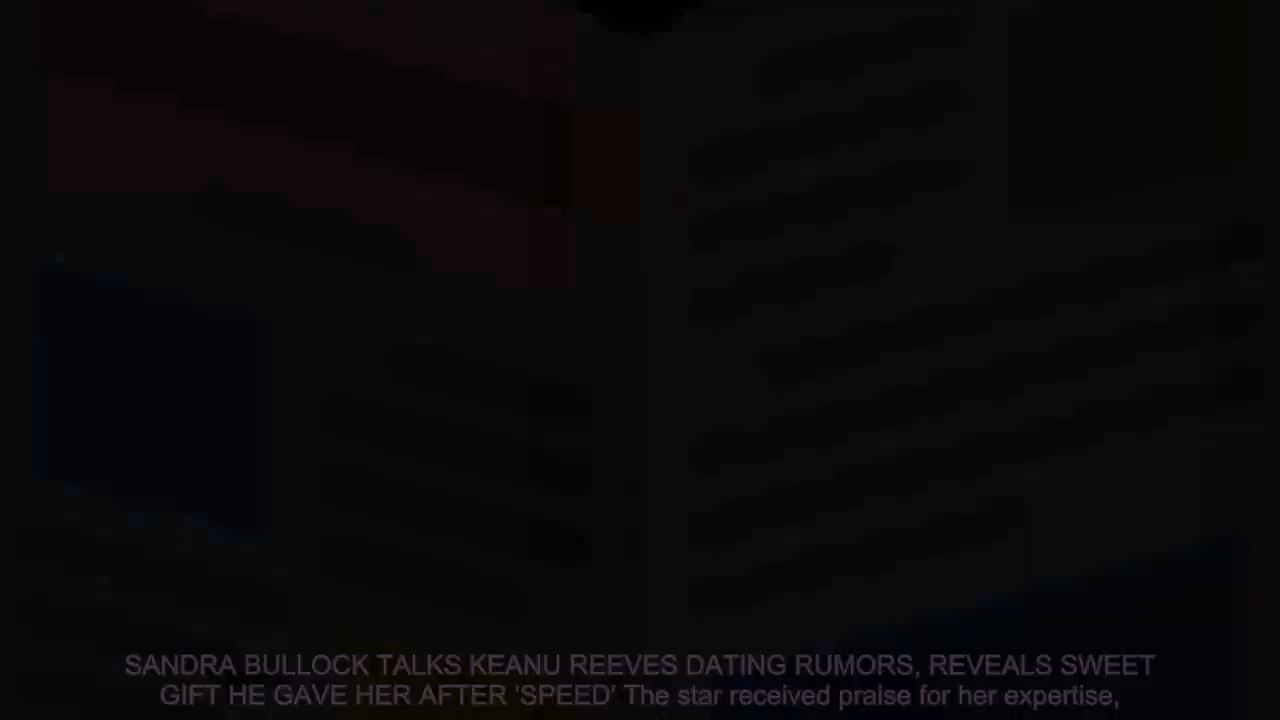 SANDRA BULLOCK TALKS KEANU REEVES DATING RUMORS, REVEALS SWEET
GIFT HE GAVE HER AFTER 'SPEED' The star received praise for her expertise,